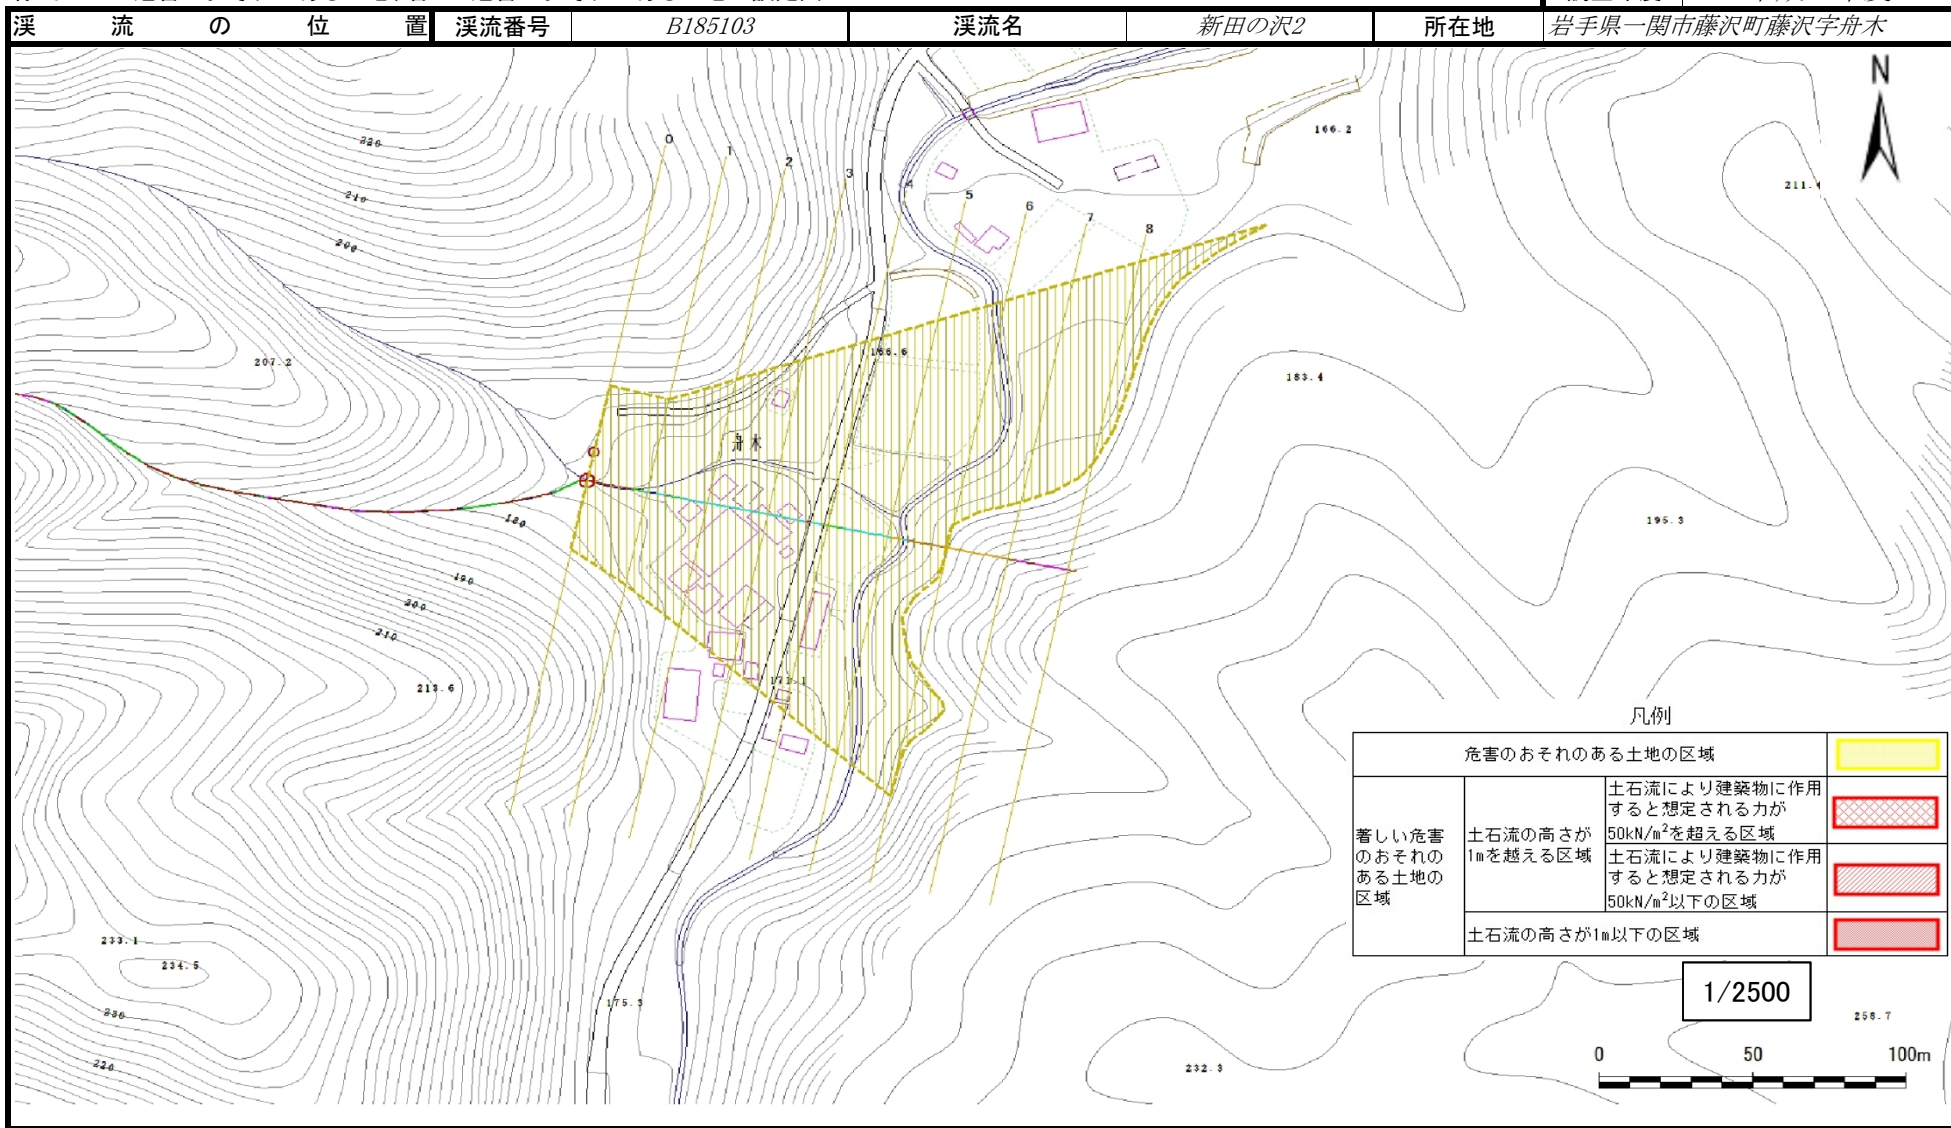 溪流の位置 渓流番号 B185103 渓流名 新田の沢2 所在地 岩手県一関市藤沢町藤沢字舟木
N
220
210
200
0
1
2
3
4
5
6
7
8
166.2
211.4
207.2
166.6
183.4
舟木
180
195.3
190
200
210
213.6
171.1
凡例
危害のおそれのある土地の区域
著しい危害
のおそれの
ある土地の
区域
土石流の高さが
1mを越える区域
土石流により建築物に作用
すると想定される力が
50kN/m²を超える区域
土石流により建築物に作用
すると想定される力が
50kN/m²以下の区域
土石流の高さが1m以下の区域
233.1
234.5
230
220
175.3
232.3
1/2500
258.7
0 50 100m